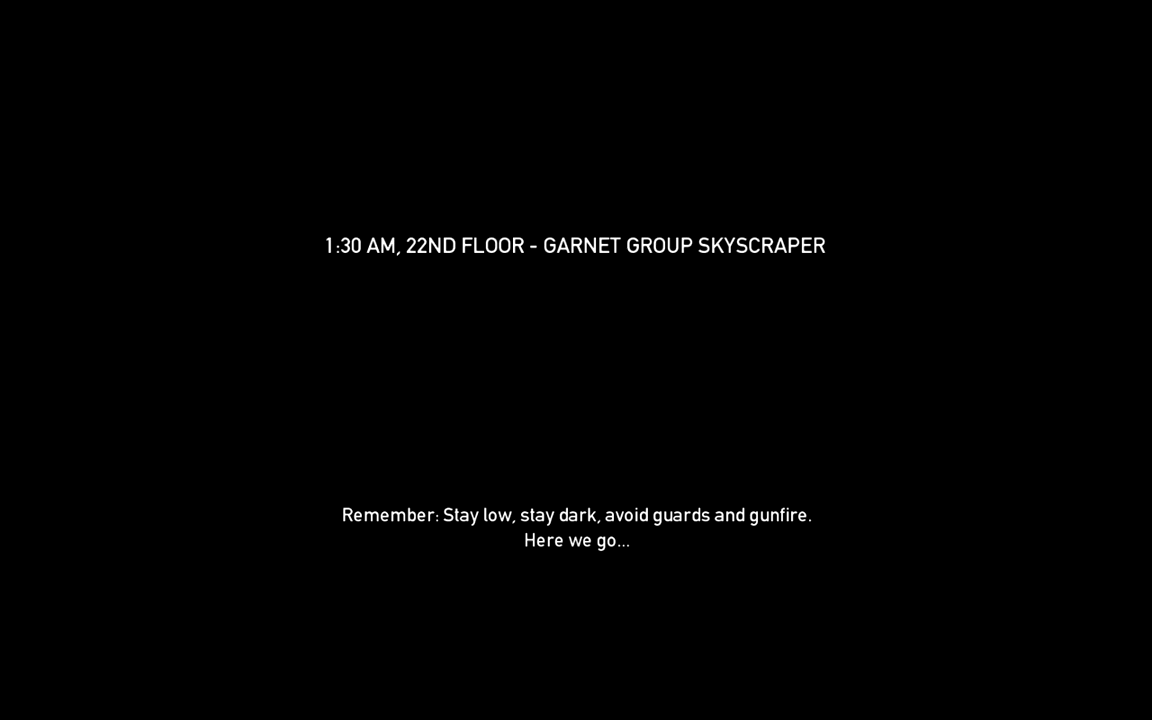 1:30 AM, 22ND FLOOR - GARNET GROUP SKYSCRAPER
Remember: Stay low, stay dark, avoid guards and gunfire.
Here we go...